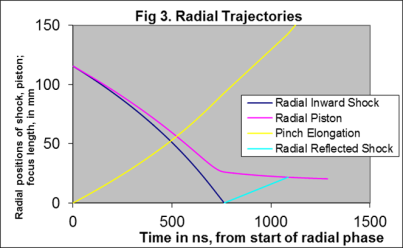 Fig 3. Radial Trajectories
Radial positions of shock, piston;
focus length, in mm
150
100
50
0
0
500
1000
1500
Radial Inward Shock
Radial Piston
Pinch Elongation
Radial Reflected Shock
Time in ns, from start of radial phase